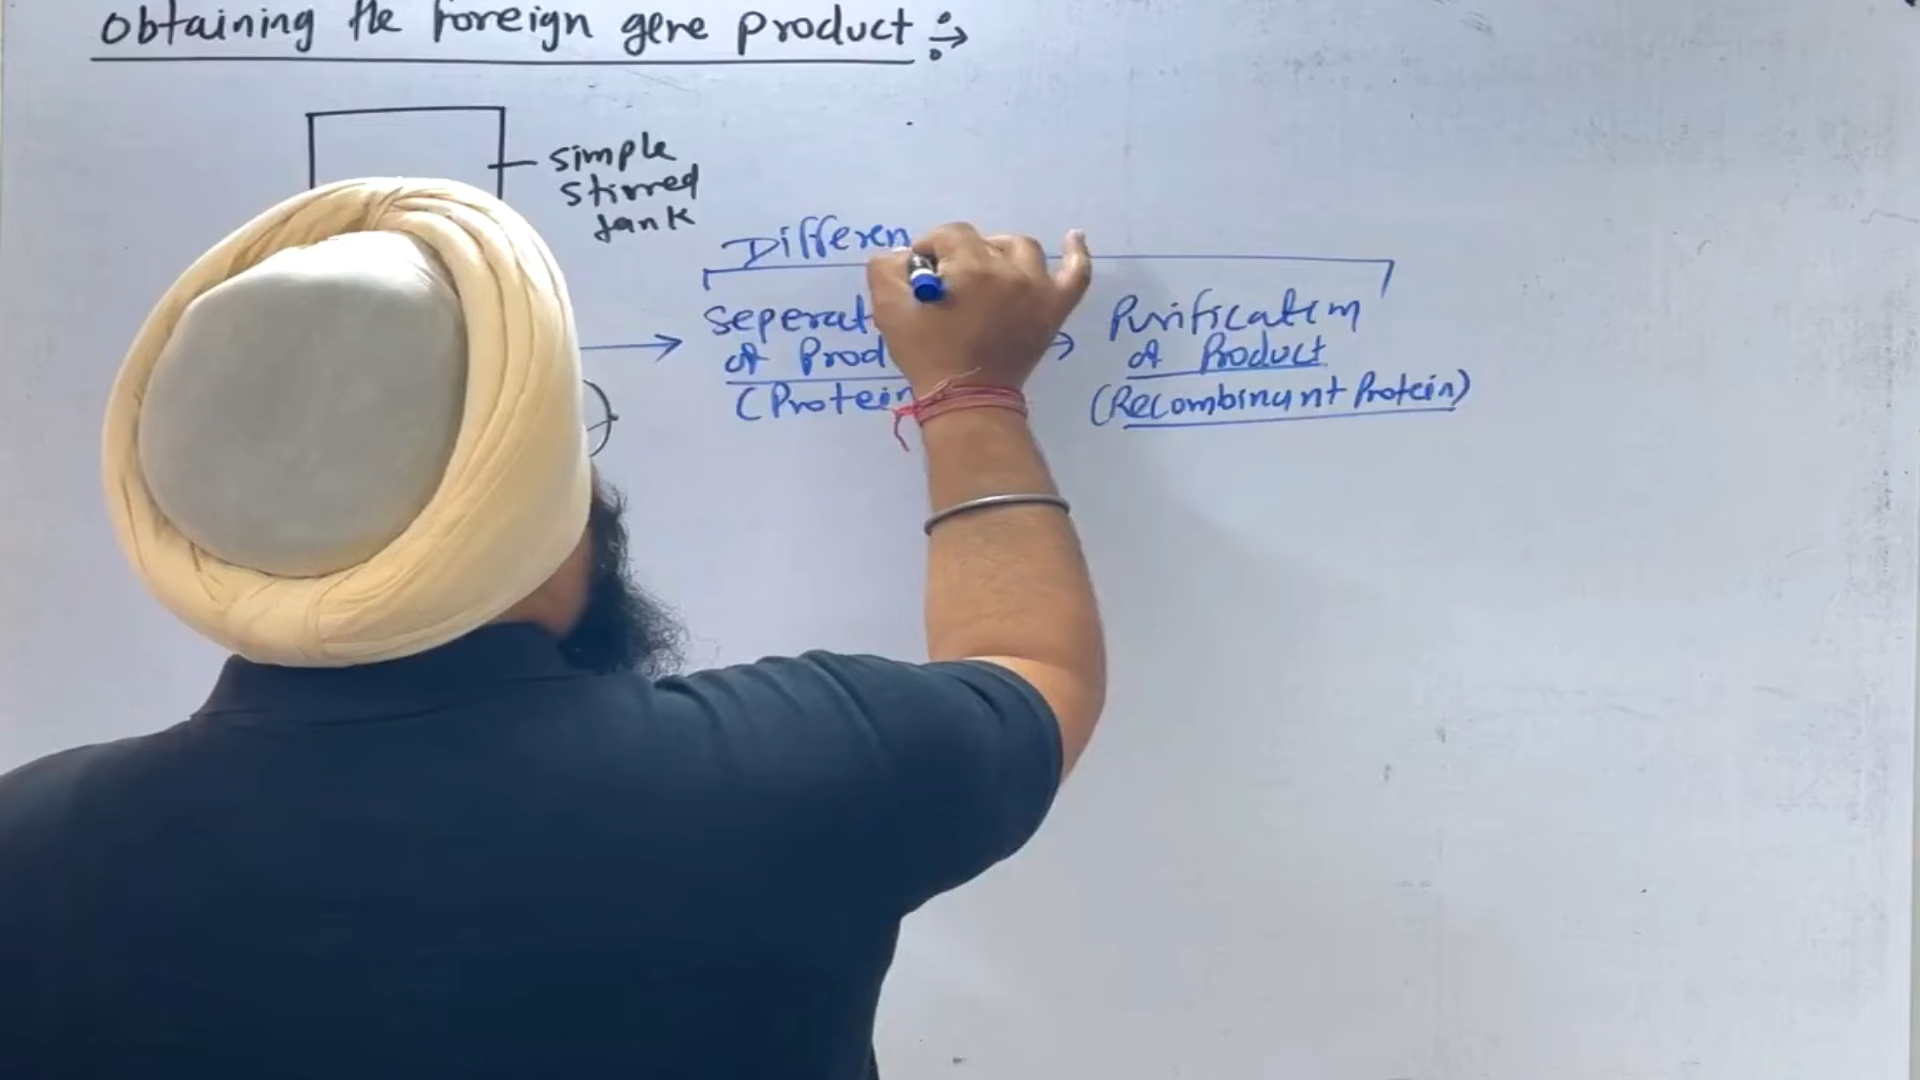 Obtaining the Foreign gene product :→
simple
stirred
tank
Differen
Seperat
of Prod
(Protein
→ Purification
of Product
(Recombinant Protein)